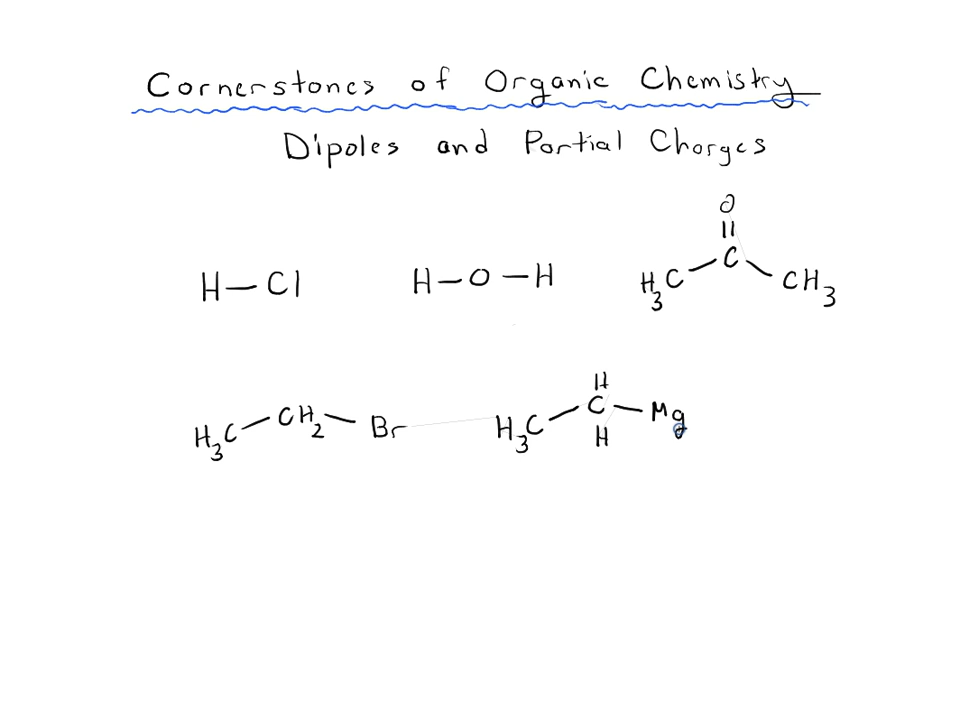 Cornerstones of Organic Chemistry
Dipoles and Partial Charges
O
||
H—Cl H—O—H H3C—C—CH3
H
H3C—CH2—Br H3C—C—Mg
H